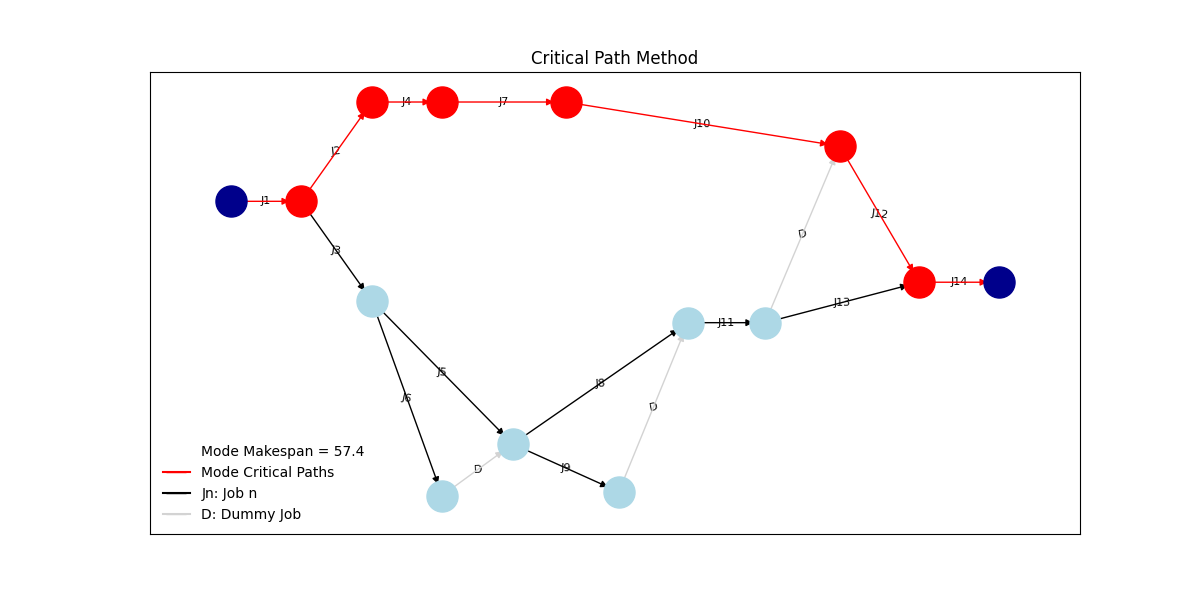 Critical Path Method
J4
J7
J10
J2
J1
J12
D
J3
J14
J13
J11
J5
J8
J6
D
J9
D
Mode Makespan = 57.4
Mode Critical Paths
Jn: Job n
D: Dummy Job